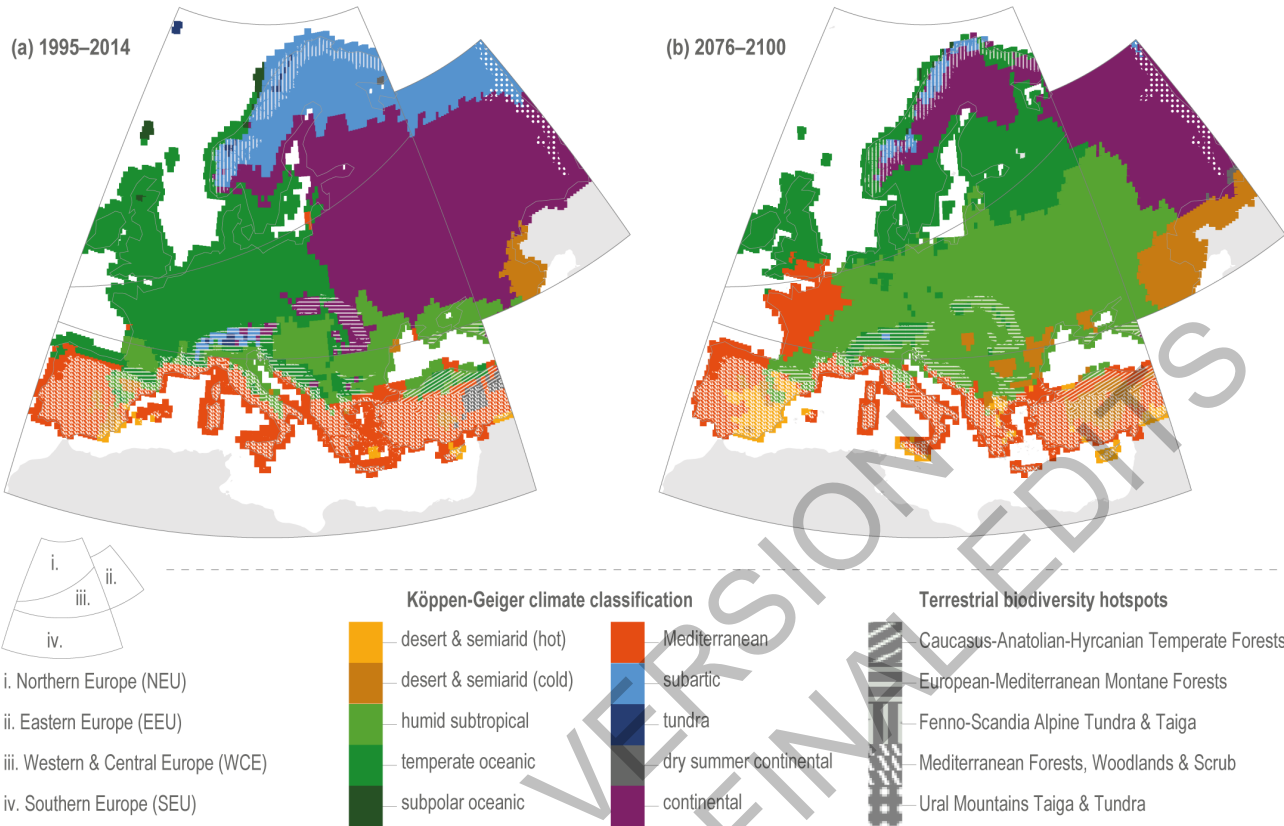 (a) 1995–2014
(b) 2076–2100
i.
ii.
iii.
iv.
i. Northern Europe (NEU)
ii. Eastern Europe (EEU)
iii. Western & Central Europe (WCE)
iv. Southern Europe (SEU)
Köppen-Geiger climate classification
desert & semiarid (hot)
desert & semiarid (cold)
humid subtropical
temperate oceanic
subpolar oceanic
Mediterranean
subartic
tundra
dry summer continental
continental
Terrestrial biodiversity hotspots
Caucasus-Anatolian-Hyrcanian Temperate Forests
European-Mediterranean Montane Forests
Fenno-Scandia Alpine Tundra & Taiga
Mediterranean Forests, Woodlands & Scrub
Ural Mountains Taiga & Tundra
VERSION
FINAL EDITS